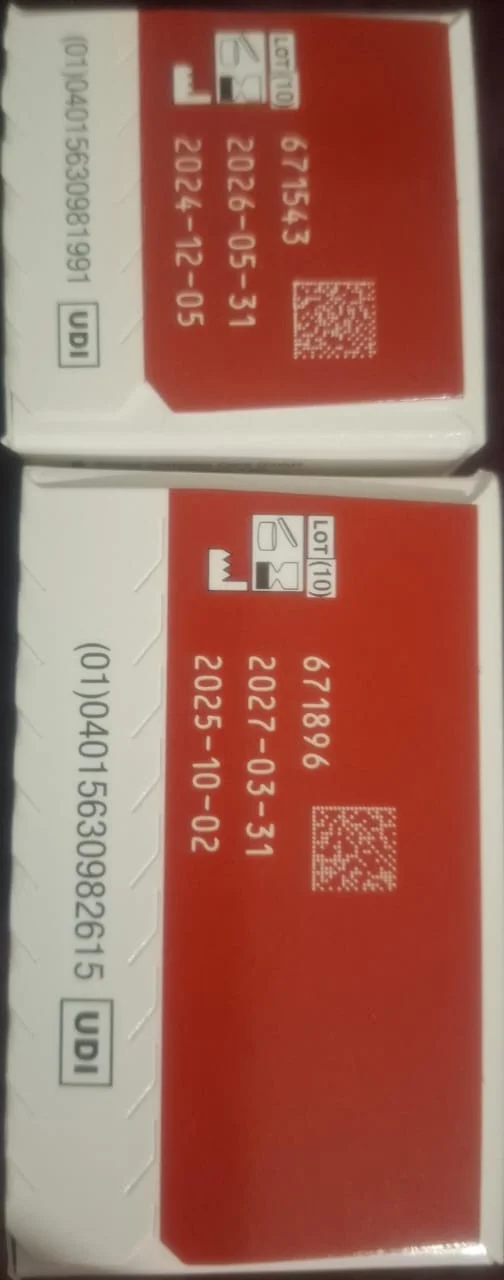 LOT (10)
671543
2026-05-31
2024-12-05
(01)04015630981991 UDI
LOT (10)
671896
2027-03-31
2025-10-02
(01)04015630982615 UDI